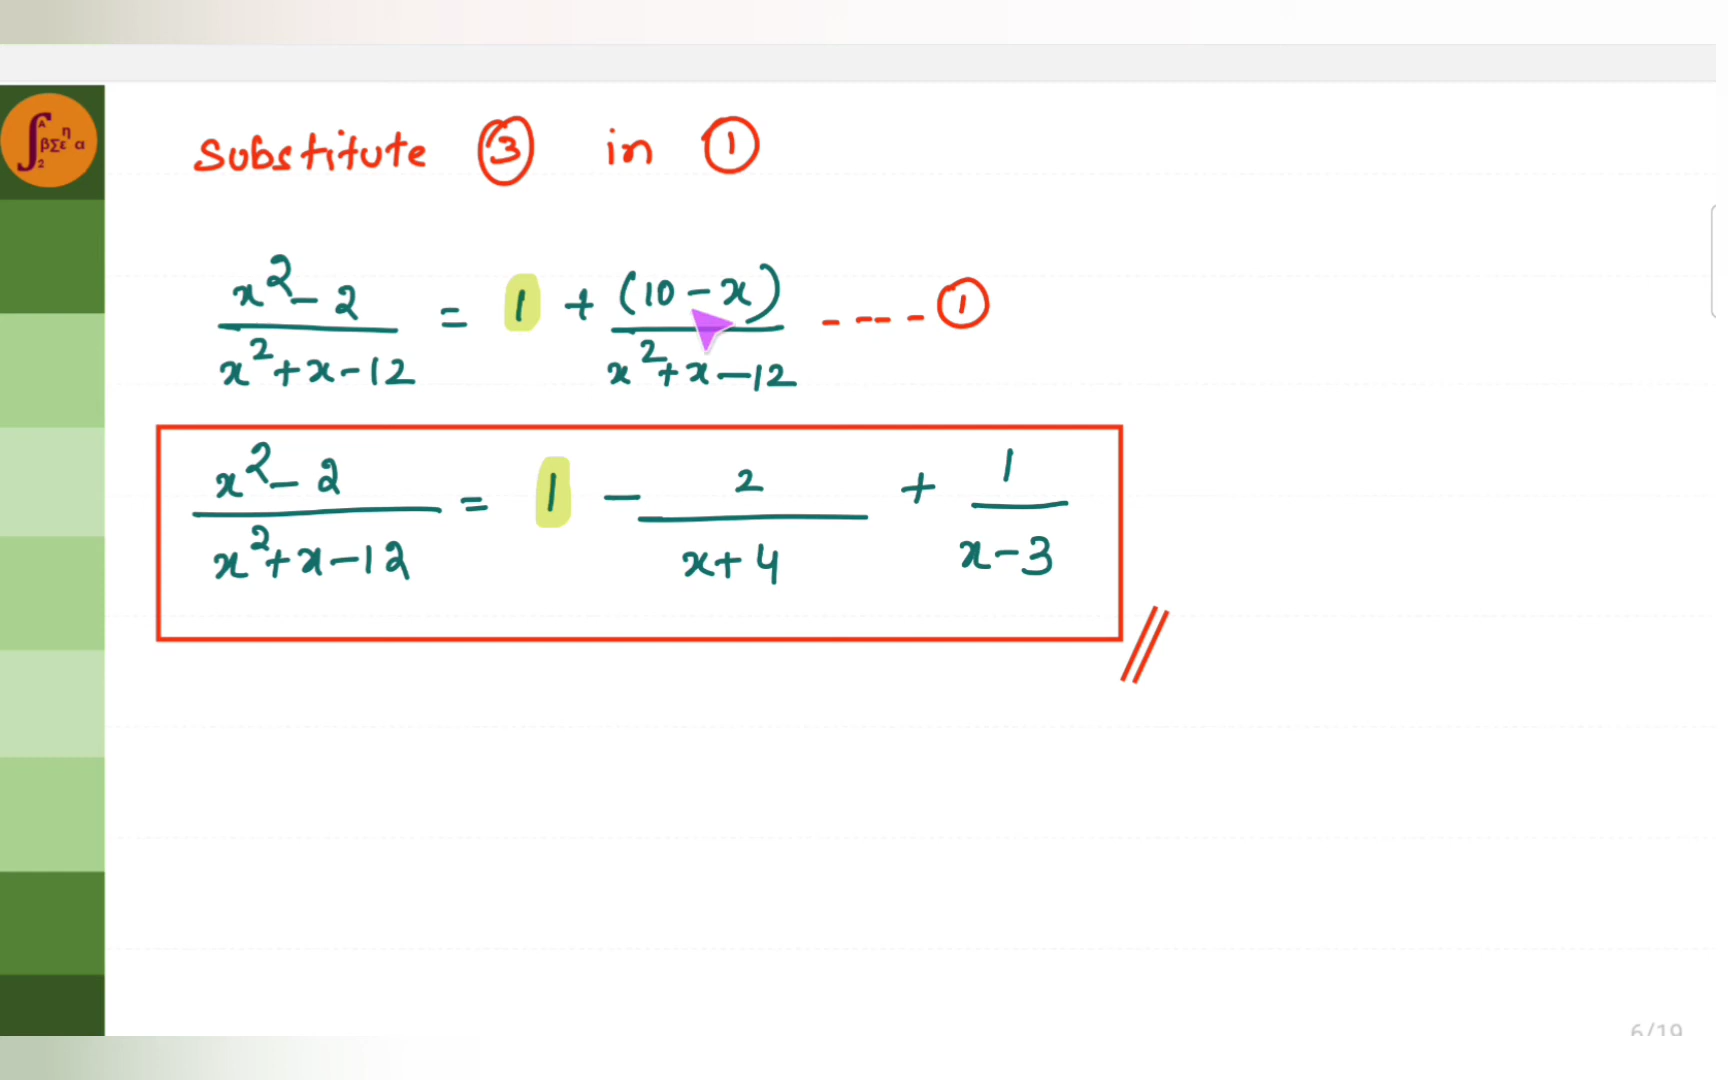 Substitute ③ in ①
x² - 2 / x² + x - 12 = 1 + (10 - x) / x² + x - 12 ---- ①
x² - 2 / x² + x - 12 = 1 - 2 / x + 4 + 1 / x - 3
6/19